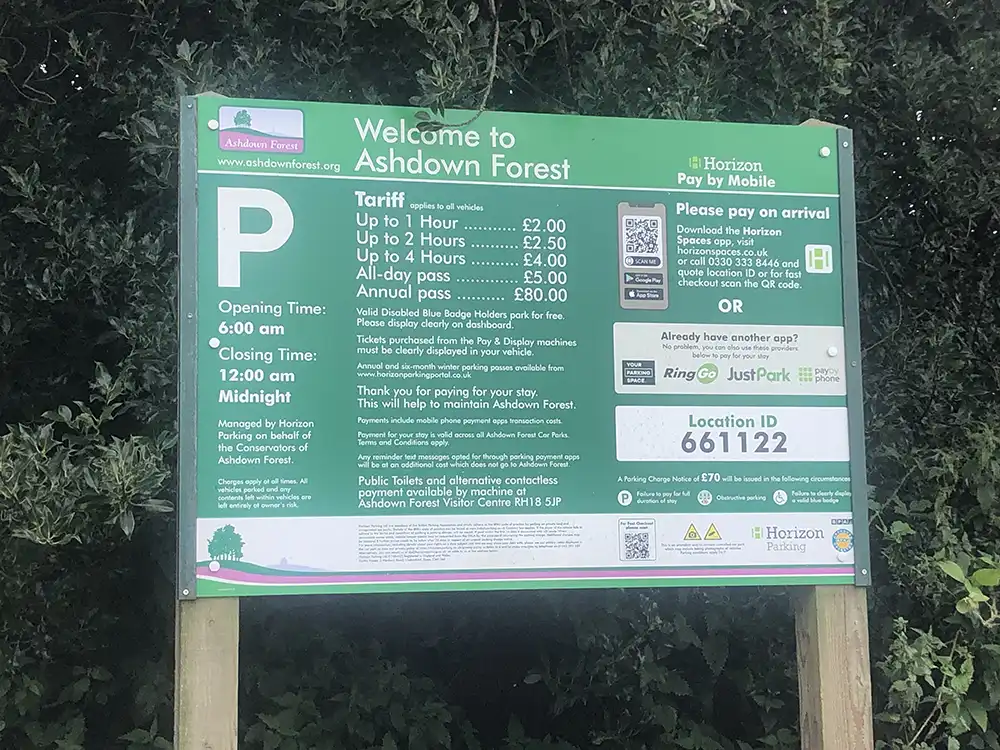 Ashdown Forest
www.ashdownforest.org
Welcome to
Ashdown Forest
Horizon
Pay by Mobile
P
Opening Time:
6:00 am
Closing Time:
12:00 am
Midnight
Managed by Horizon
Parking on behalf of
the Conservators of
Ashdown Forest.
Charges apply at all times. All
vehicles parked and any
contents left within vehicles are
left entirely at owner's risk.
Tariff applies to all vehicles
Up to 1 Hour .......... £2.00
Up to 2 Hours ......... £2.50
Up to 4 Hours ......... £4.00
All-day pass ........... £5.00
Annual pass ......... £80.00
Valid Disabled Blue Badge Holders park for free.
Please display clearly on dashboard.
Tickets purchased from the Pay & Display machines
must be clearly displayed in your vehicle.
Annual and six-month winter parking passes available from
www.horizonparkingportal.co.uk
Thank you for paying for your stay.
This will help to maintain Ashdown Forest.
Payments include mobile phone payment apps transaction costs.
Payment for your stay is valid across all Ashdown Forest Car Parks.
Terms and Conditions apply.
Any reminder text messages opted for through parking payment apps
will be at an additional cost which does not go to Ashdown Forest
Public Toilets and alternative contactless
payment available by machine at
Ashdown Forest Visitor Centre RH18 5JP
SCAN ME
Google Play
App Store
Please pay on arrival
Download the Horizon
Spaces app, visit
horizonspaces.co.uk
or call 0330 333 8446 and
quote location ID or for fast
checkout scan the QR code.
H
OR
Already have another app?
No problem, you can also use these providers
below to pay for your stay
YOUR
PARKING
SPACE.
RingGo
JustPark
pay by
phone
Location ID
661122
A Parking Charge Notice of £70 will be issued in the following circumstances
Failure to pay for full
duration of stay
Obstructive parking
Failure to clearly display
a valid blue badge
Horizon
Parking
BPA